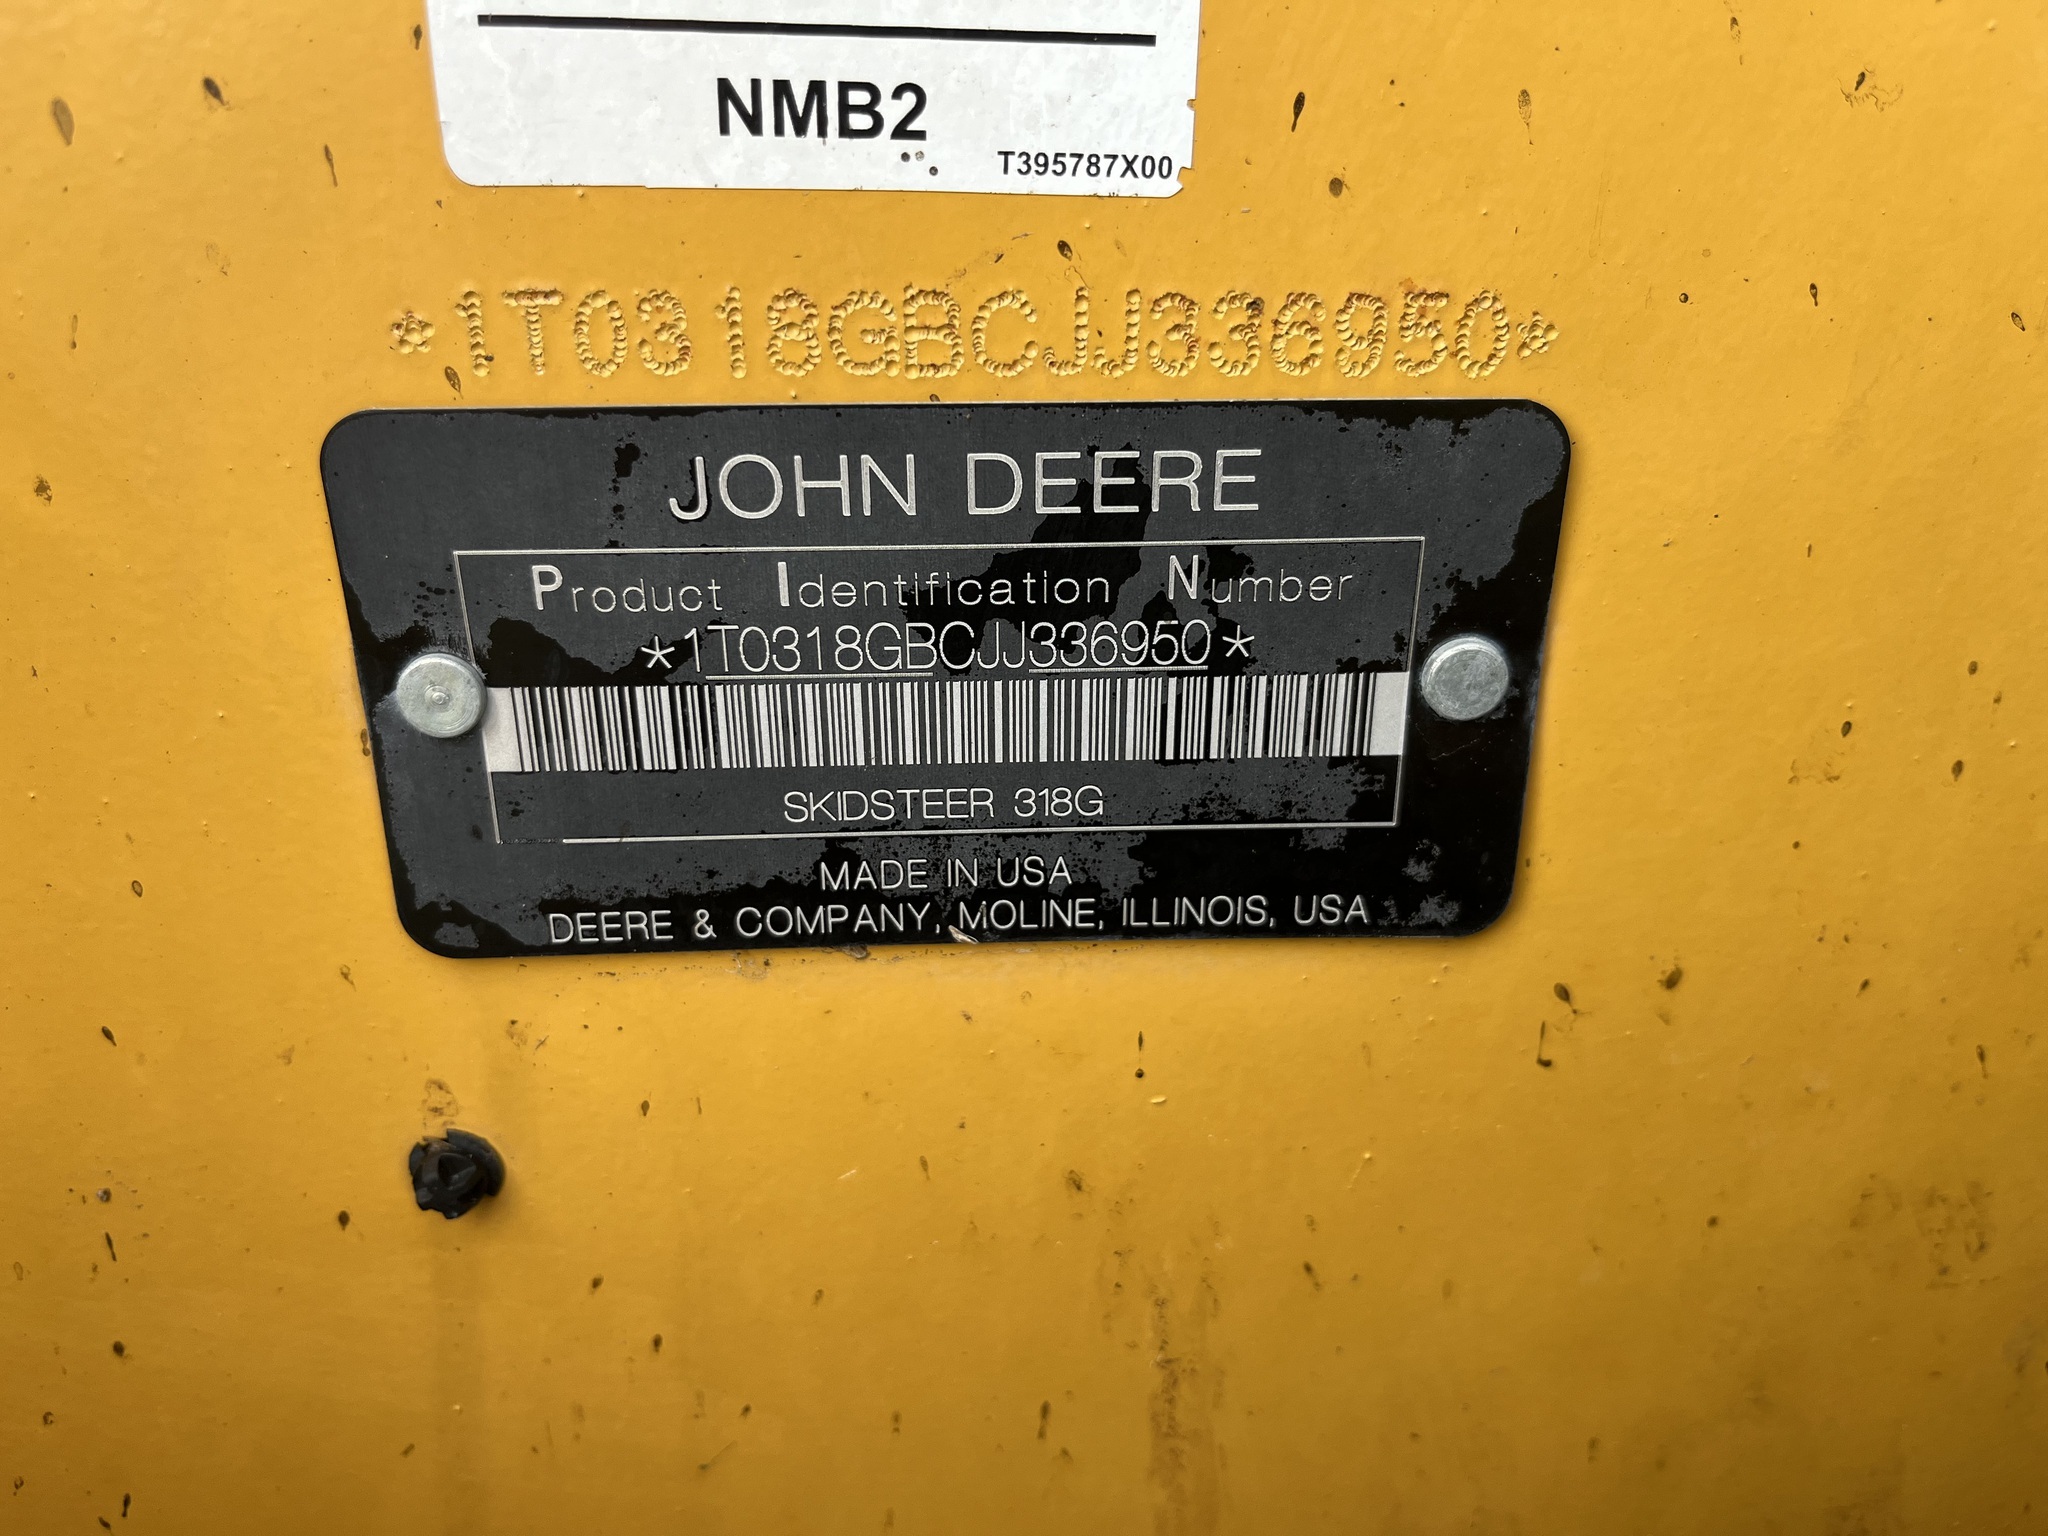 NMB2
T395787X00
*1T0318GBCJJ336950*
JOHN DEERE
Product Identification Number
*1T0318GBCJJ336950*
SKIDSTEER 318G
MADE IN USA
DEERE & COMPANY, MOLINE, ILLINOIS, USA